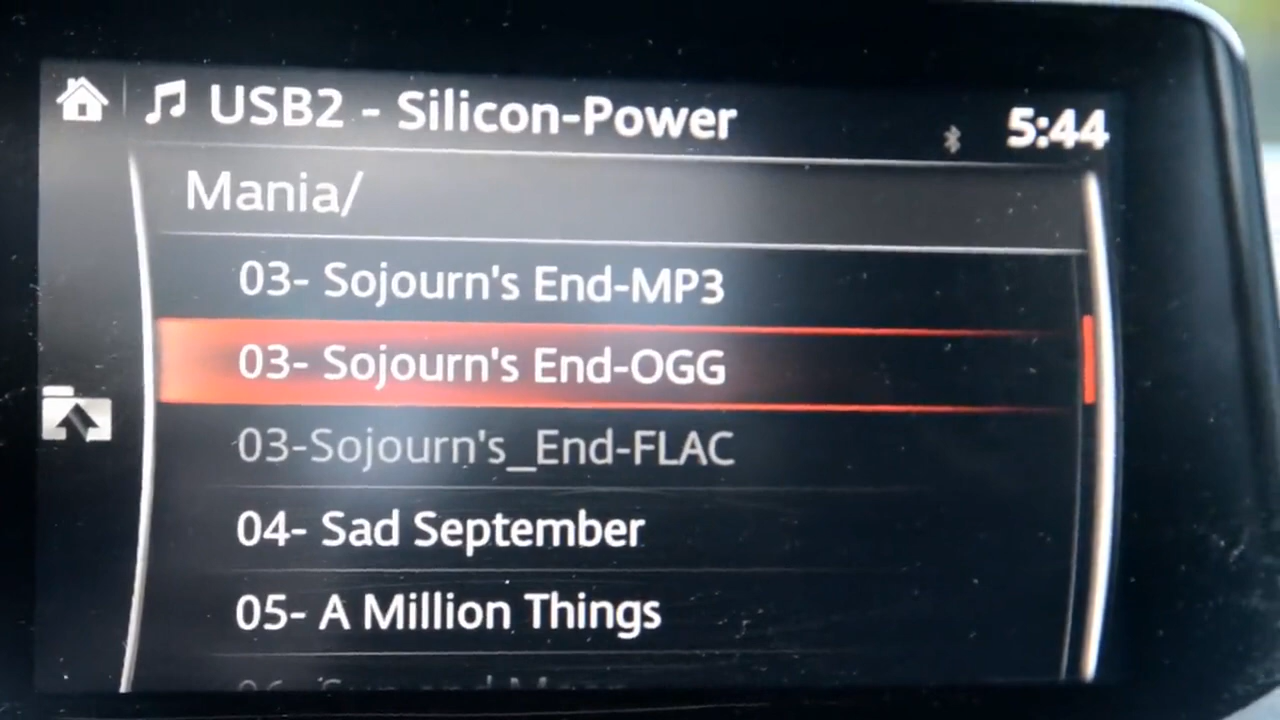 USB2 - Silicon-Power
5:44
Mania/
03- Sojourn's End-MP3
03- Sojourn's End-OGG
03-Sojourn's_End-FLAC
04- Sad September
05- A Million Things